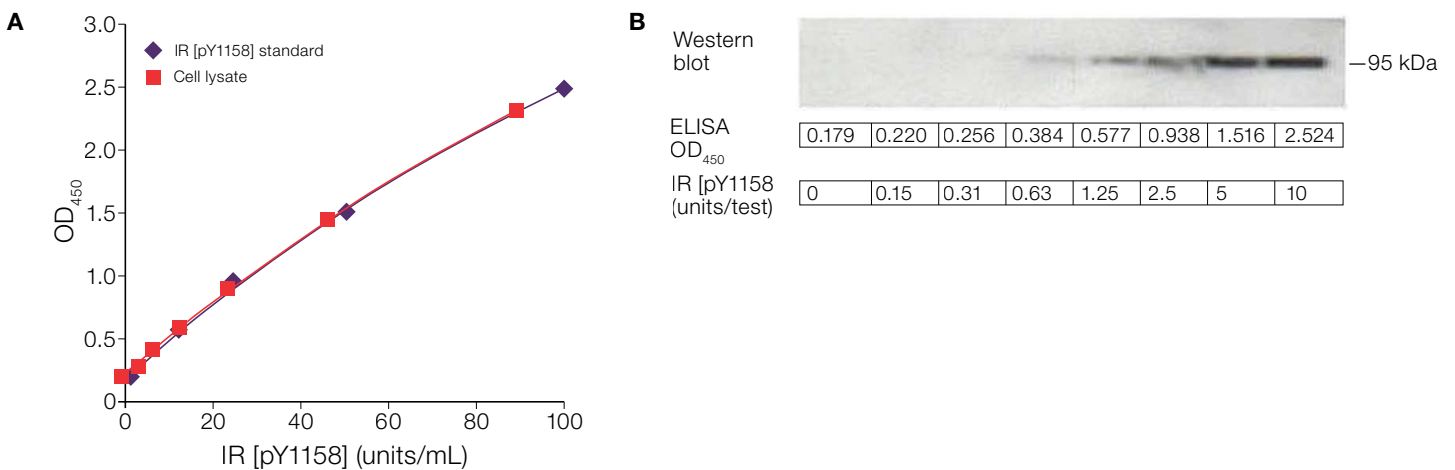 A
3.0
2.5
2.0
1.5
1.0
0.5
0
OD450
IR [pY1158] standard
Cell lysate
0 20 40 60 80 100
IR [pY1158] (units/mL)
B
Western
blot
95 kDa
ELISA
OD450
0.179 0.220 0.256 0.384 0.577 0.938 1.516 2.524
IR [pY1158
(units/test)
0 0.15 0.31 0.63 1.25 2.5 5 10